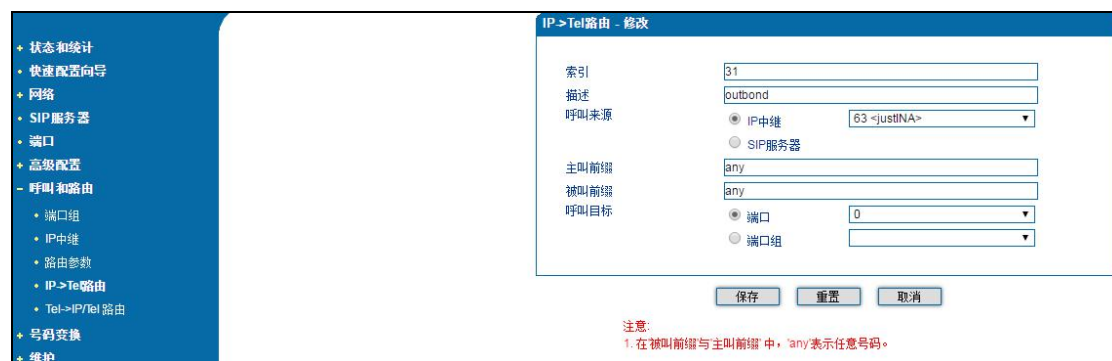 状态和统计
快速配置向导
网络
SIP服务器
端口
高级配置
呼叫和路由
端口组
IP中继
路由参数
IP->Tel路由
Tel->IP/Tel 路由
号码变换
维护
IP->Tel路由 - 修改
索引 31
描述 outbond
呼叫来源 IP中继 63 <justINA>
SIP服务器
主叫前缀 any
被叫前缀 any
呼叫目标 端口 0
端口组
保存 重置 取消
注意:
1. 在'被叫前缀'与'主叫前缀' 中，'any'表示任意号码。